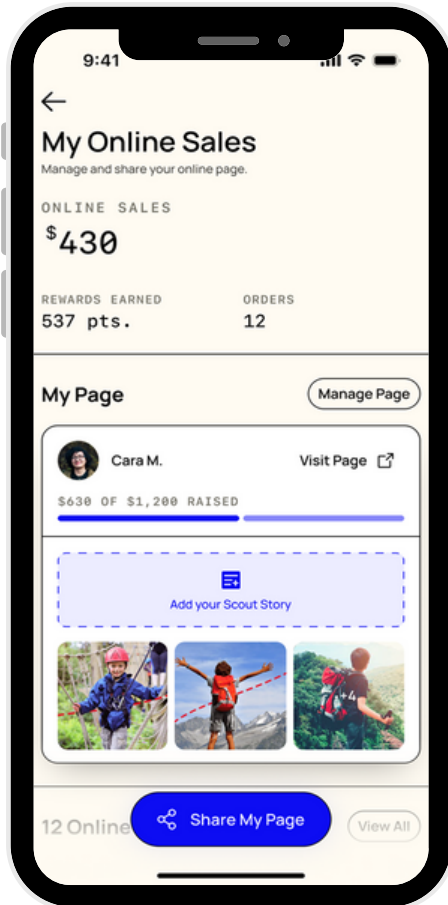 9:41
My Online Sales
Manage and share your online page.
ONLINE SALES
$430
REWARDS EARNED ORDERS
537 pts. 12
My Page Manage Page
Cara M. Visit Page
$630 OF $1,200 RAISED
Add your Scout Story
12 Online
Share My Page
View All